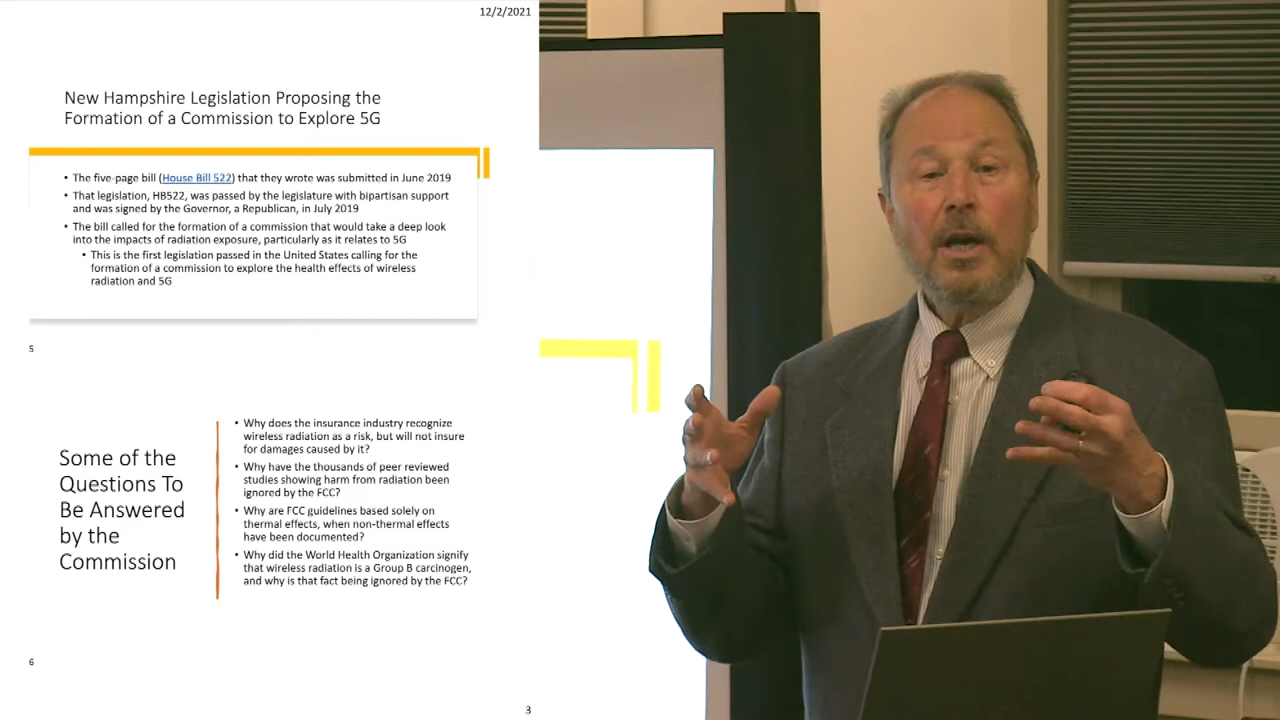 12/2/2021
New Hampshire Legislation Proposing the
Formation of a Commission to Explore 5G
• The five-page bill (House Bill 522) that they wrote was submitted in June 2019
• That legislation, HB522, was passed by the legislature with bipartisan support
and was signed by the Governor, a Republican, in July 2019
• The bill called for the formation of a commission that would take a deep look
into the impacts of radiation exposure, particularly as it relates to 5G
• This is the first legislation passed in the United States calling for the
formation of a commission to explore the health effects of wireless
radiation and 5G
5
Some of the
Questions To
Be Answered
by the
Commission
• Why does the insurance industry recognize
wireless radiation as a risk, but will not insure
for damages caused by it?
• Why have the thousands of peer reviewed
studies showing harm from radiation been
ignored by the FCC?
• Why are FCC guidelines based solely on
thermal effects, when non-thermal effects
have been documented?
• Why did the World Health Organization signify
that wireless radiation is a Group B carcinogen,
and why is that fact being ignored by the FCC?
6
3